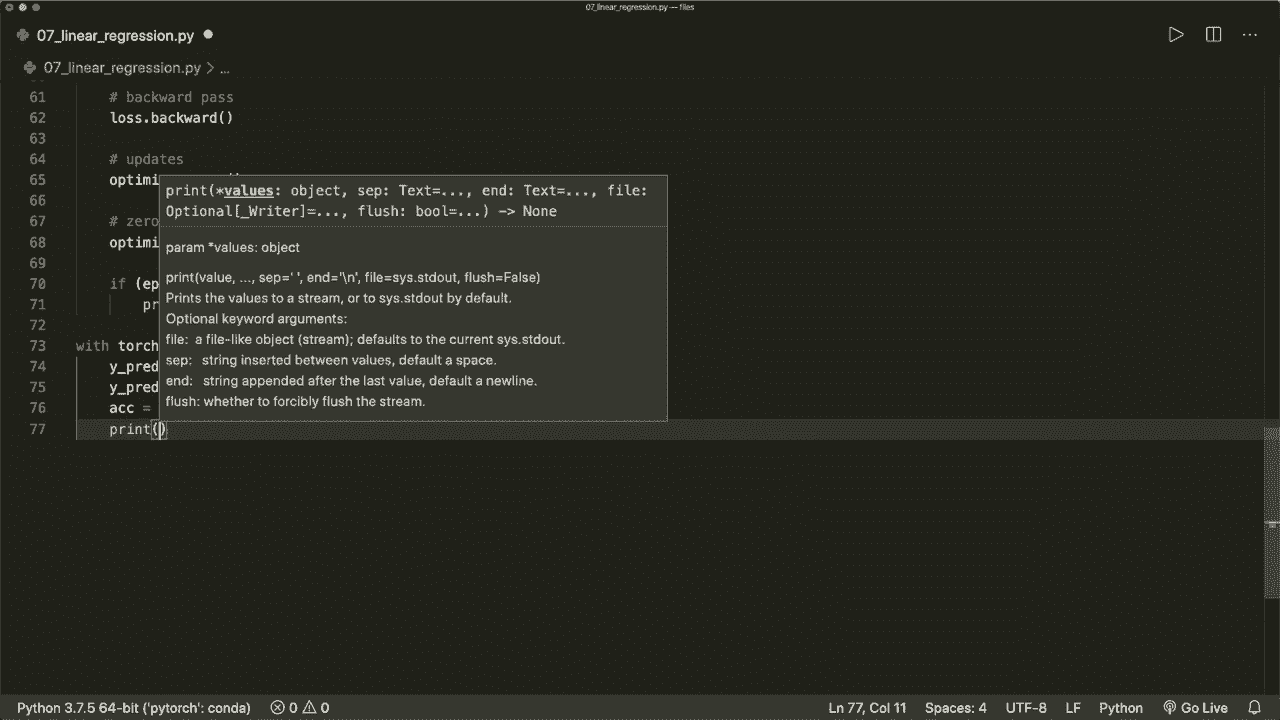 07_linear_regression.py — files
07_linear_regression.py
07_linear_regression.py > ...
61 # backward pass
62 loss.backward()
63
64 # updates
65 optimi
66
67 # zero
68 optimi
69
70 if (ep
71 pr
72
73 with torch
74 y_pred
75 y_pred
76 acc =
77 print()
print(*values: object, sep: Text=..., end: Text=..., file:
Optional[_Writer]=..., flush: bool=...) -> None
param *values: object
print(value, ..., sep=' ', end='\n', file=sys.stdout, flush=False)
Prints the values to a stream, or to sys.stdout by default.
Optional keyword arguments:
file: a file-like object (stream); defaults to the current sys.stdout.
sep: string inserted between values, default a space.
end: string appended after the last value, default a newline.
flush: whether to forcibly flush the stream.
Python 3.7.5 64-bit ('pytorch': conda) 0 0 Ln 77, Col 11 Spaces: 4 UTF-8 LF Python Go Live